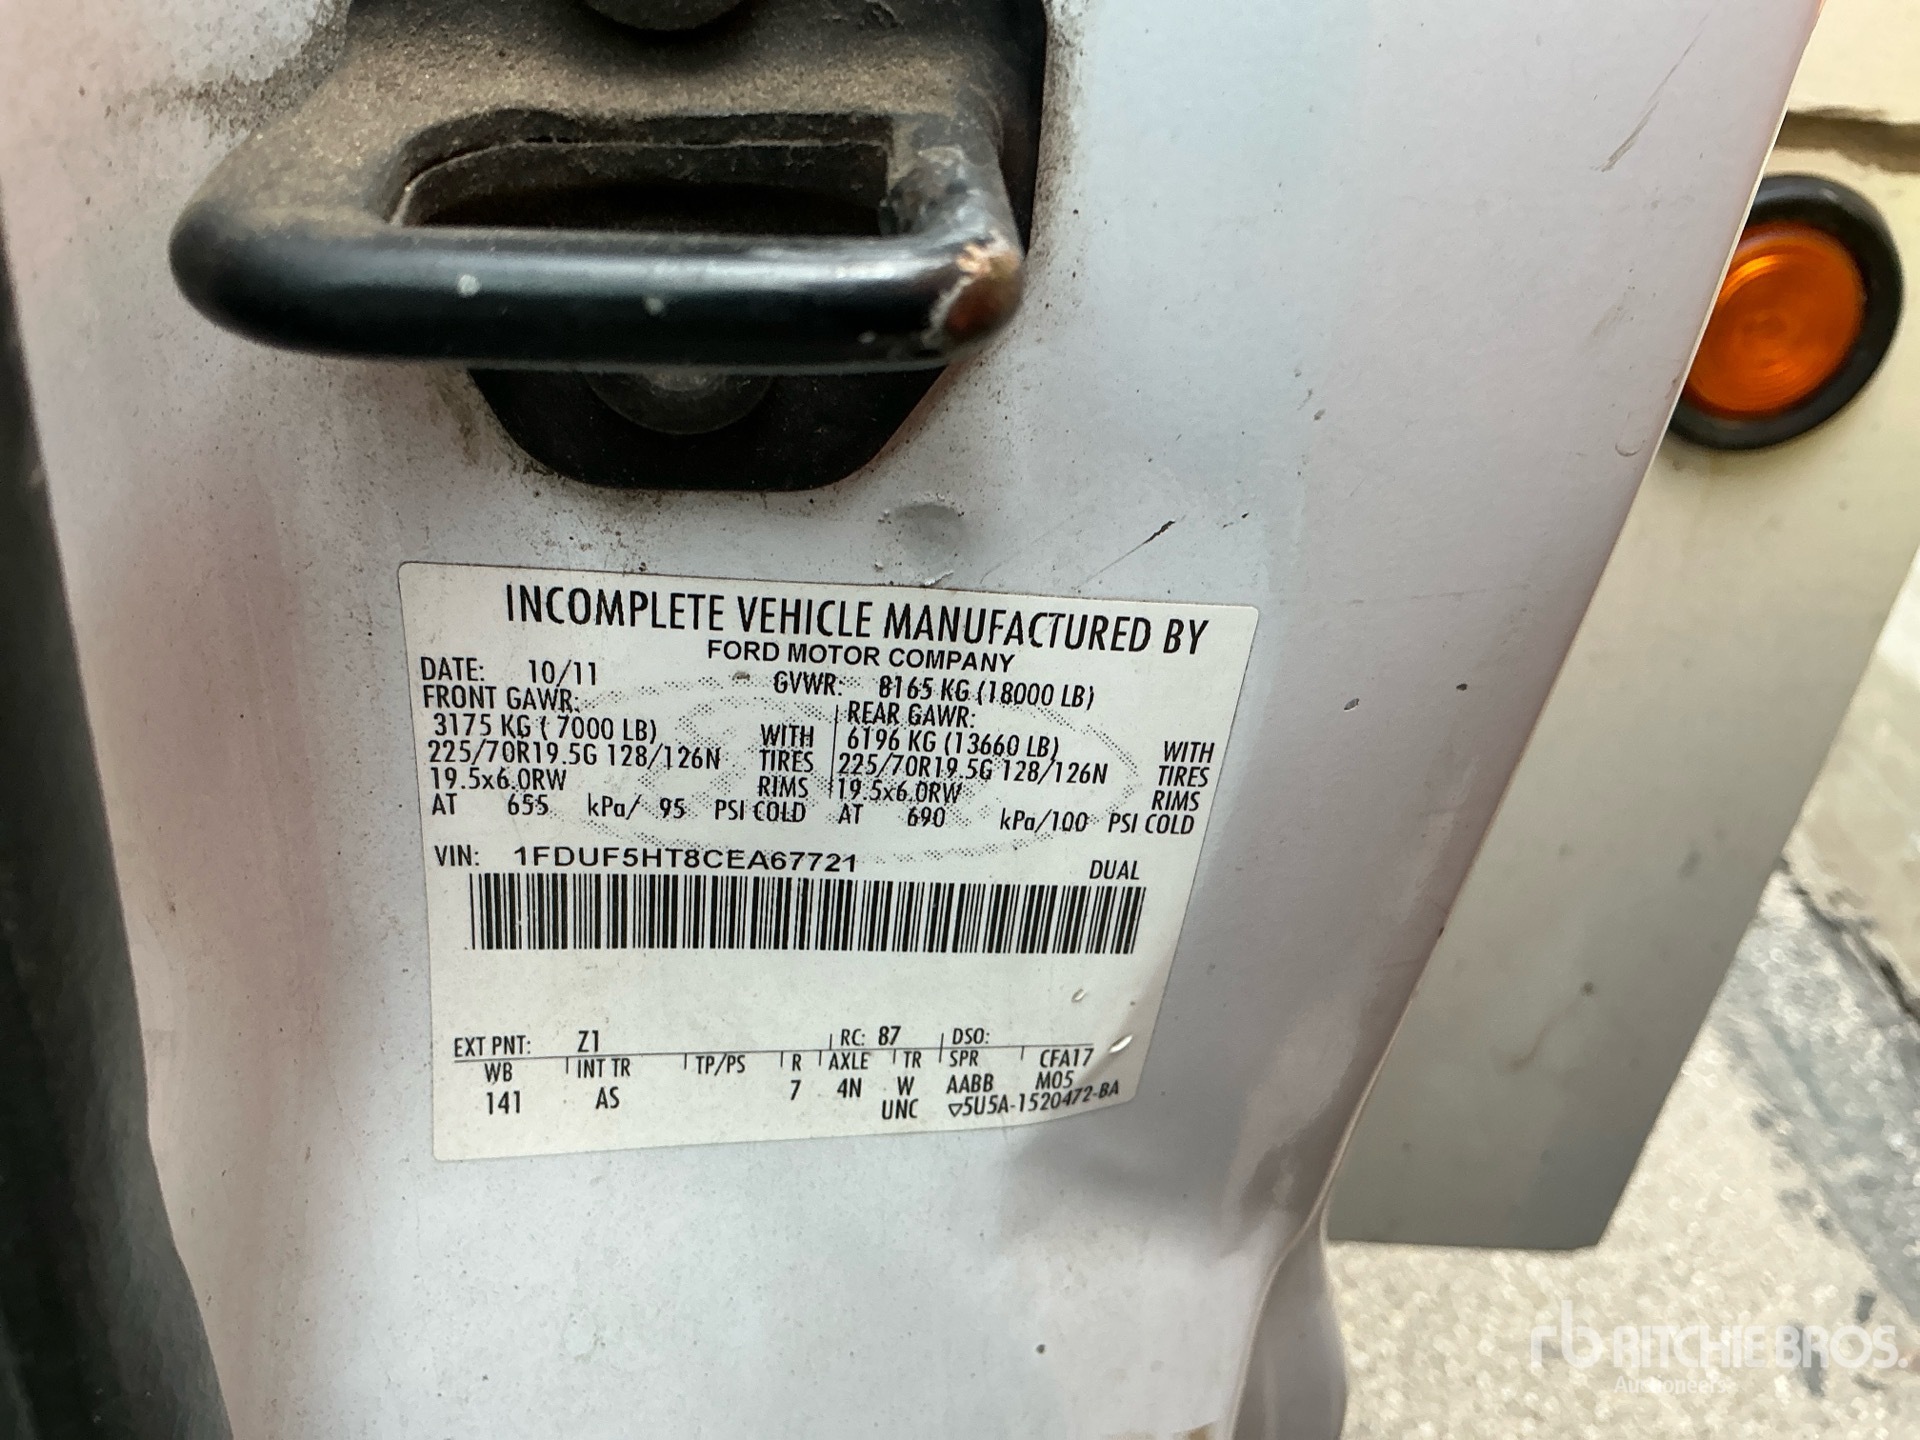 INCOMPLETE VEHICLE MANUFACTURED BY
FORD MOTOR COMPANY
DATE: 10/11 GVWR: 8165 KG (18000 LB)
FRONT GAWR: REAR GAWR:
3175 KG ( 7000 LB) WITH 6196 KG (13660 LB) WITH
225/70R19.5G 128/126N TIRES 225/70R19.5G 128/126N TIRES
19.5x6.0RW RIMS 19.5x6.0RW RIMS
AT 655 kPa/ 95 PSI COLD AT 690 kPa/100 PSI COLD
VIN: 1FDUF5HT8CEA67721 DUAL
EXT PNT: Z1 RC: 87 DSO:
WB INT TR TP/PS R AXLE TR SPR CFA17
141 AS 7 4N W AABB M05
UNC ▽5U5A-1520472-BA
rb RITCHIE BROS.
Auctioneers